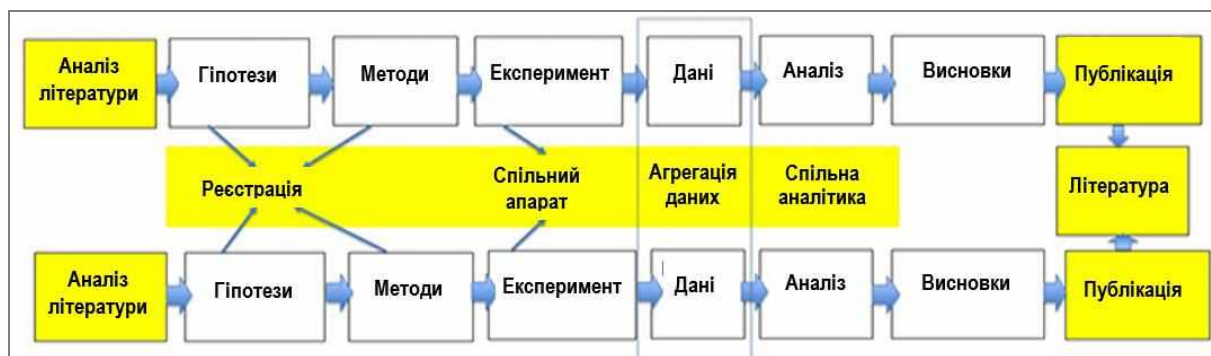 Аналіз
літератури
Гіпотези
Методи
Експеримент
Дані
Аналіз
Висновки
Публікація
Реєстрація
Спільний
апарат
Агрегація
даних
Спільна
аналітика
Література
Аналіз
літератури
Гіпотези
Методи
Експеримент
Дані
Аналіз
Висновки
Публікація